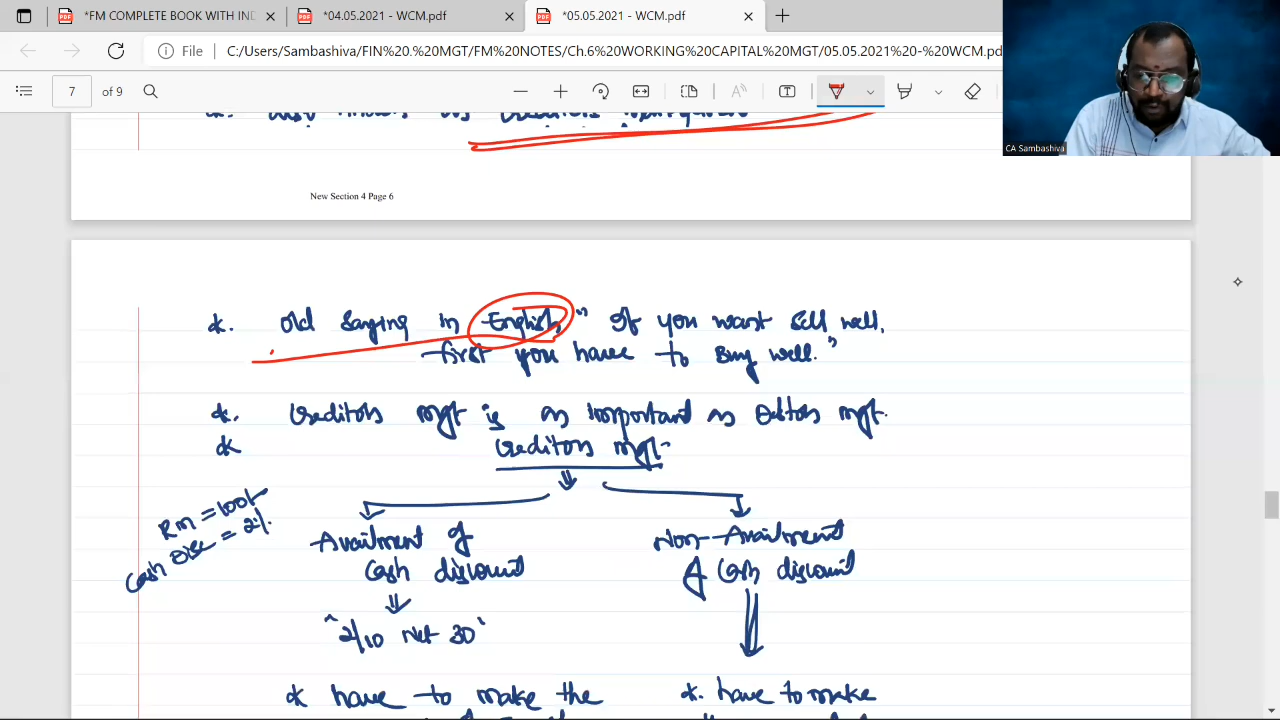 *FM COMPLETE BOOK WITH IND
*04.05.2021 - WCM.pdf
*05.05.2021 - WCM.pdf
File
C:/Users/Sambashiva/FIN%20.%20MGT/FM%20NOTES/Ch.6%20WORKING%20CAPITAL%20MGT/05.05.2021%20-%20WCM.pd
7 of 9
CA Sambashiva
New Section 4 Page 6
*. Old Saying in English, " If you want sell well,
first you have to Buy well."
*. Creditors mgt is as important as Debtors mgt.
* Creditors mgt
RM = 100/-
Cash Disc = 2%
Availment of
Cash discount
Non-Availment
of Cash discount
"2/10 Net 30"
* have to make the
*. have to make